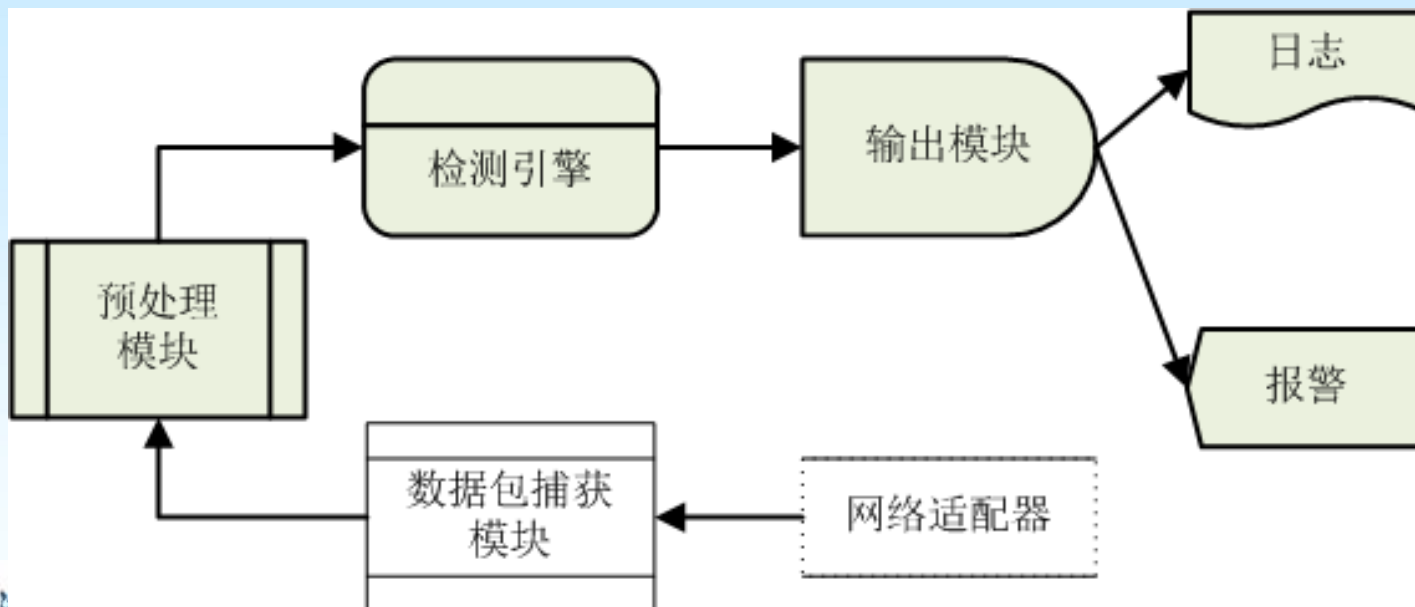 日志
检测引擎
输出模块
预处理
模块
报警
数据包捕获
模块
网络适配器